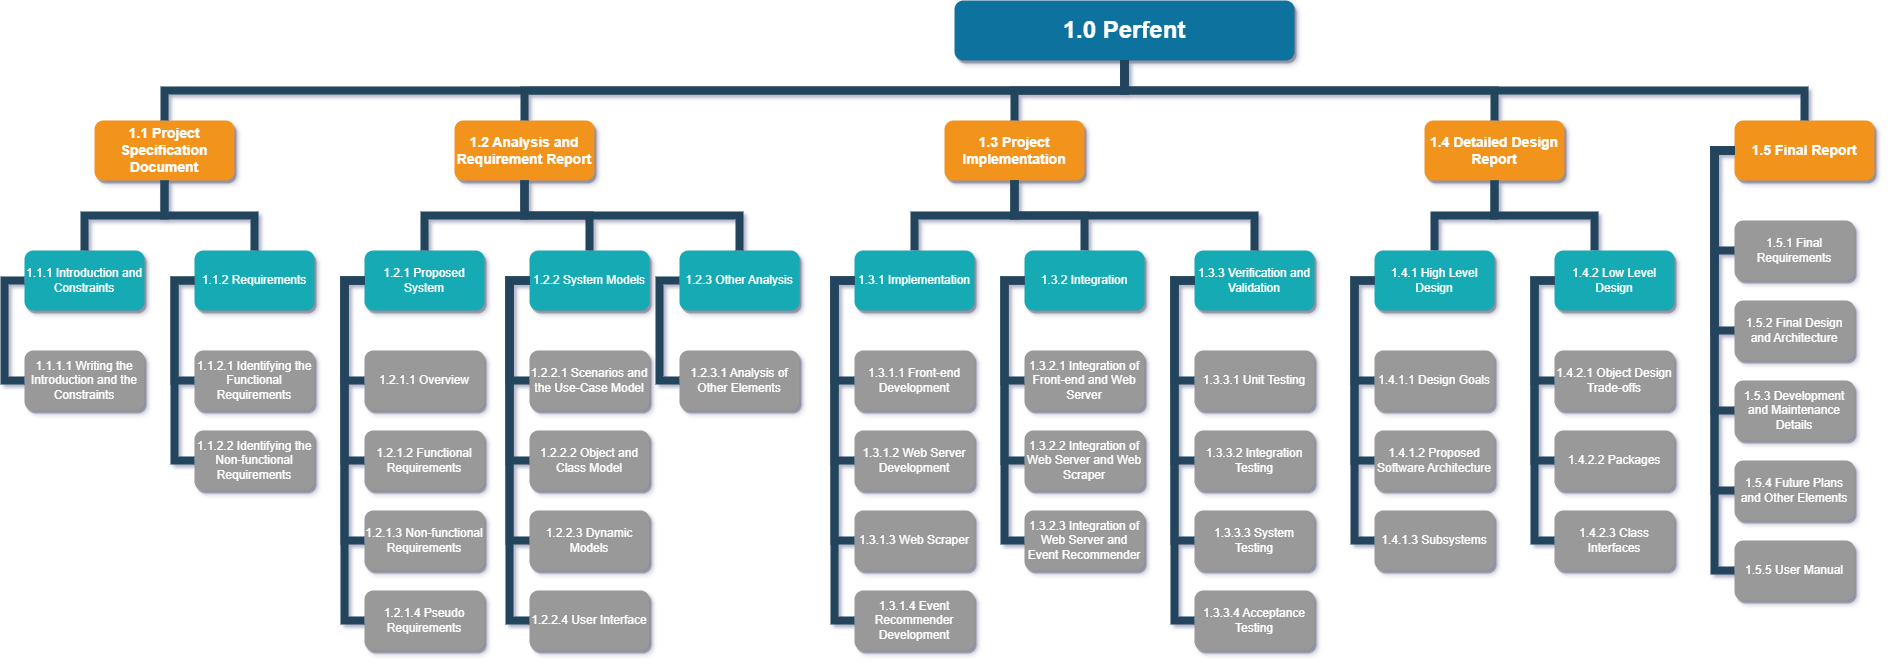 1.0 Perfent
1.1 Project
Specification
Document
1.2 Analysis and
Requirement Report
1.3 Project
Implementation
1.4 Detailed Design
Report
1.5 Final Report
1.1.1 Introduction and
Constraints
1.1.2 Requirements
1.2.1 Proposed
System
1.2.2 System Models
1.2.3 Other Analysis
1.3.1 Implementation
1.3.2 Integration
1.3.3 Verification and
Validation
1.4.1 High Level
Design
1.4.2 Low Level
Design
1.1.1.1 Writing the
Introduction and the
Constraints
1.1.2.1 Identifying the
Functional
Requirements
1.1.2.2 Identifying the
Non-functional
Requirements
1.2.1.1 Overview
1.2.1.2 Functional
Requirements
1.2.1.3 Non-functional
Requirements
1.2.1.4 Pseudo
Requirements
1.2.2.1 Scenarios and
the Use-Case Model
1.2.2.2 Object and
Class Model
1.2.2.3 Dynamic
Models
1.2.2.4 User Interface
1.2.3.1 Analysis of
Other Elements
1.3.1.1 Front-end
Development
1.3.1.2 Web Server
Development
1.3.1.3 Web Scraper
1.3.1.4 Event
Recommender
Development
1.3.2.1 Integration of
Front-end and Web
Server
1.3.2.2 Integration of
Web Server and Web
Scraper
1.3.2.3 Integration of
Web Server and
Event Recommender
1.3.3.1 Unit Testing
1.3.3.2 Integration
Testing
1.3.3.3 System
Testing
1.3.3.4 Acceptance
Testing
1.4.1.1 Design Goals
1.4.1.2 Proposed
Software Architecture
1.4.1.3 Subsystems
1.4.2.1 Object Design
Trade-offs
1.4.2.2 Packages
1.4.2.3 Class
Interfaces
1.5.1 Final
Requirements
1.5.2 Final Design
and Architecture
1.5.3 Development
and Maintenance
Details
1.5.4 Future Plans
and Other Elements
1.5.5 User Manual